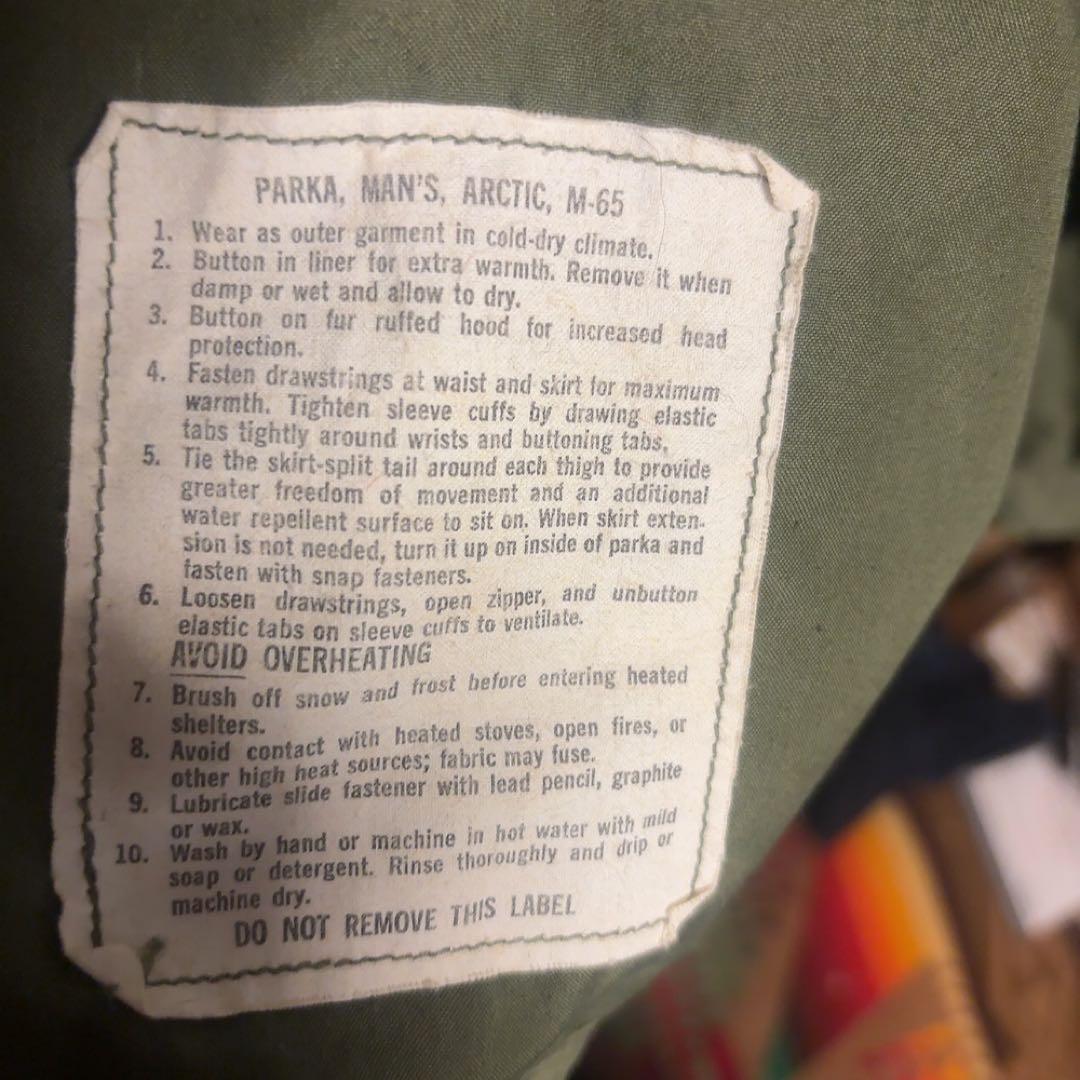 PARKA, MAN'S, ARCTIC, M-65
1. Wear as outer garment in cold-dry climate.
2. Button in liner for extra warmth. Remove it when
damp or wet and allow to dry.
3. Button on fur ruffed hood for increased head
protection.
4. Fasten drawstrings at waist and skirt for maximum
warmth. Tighten sleeve cuffs by drawing elastic
tabs tightly around wrists and buttoning tabs.
5. Tie the skirt-split tail around each thigh to provide
greater freedom of movement and an additional
water repellent surface to sit on. When skirt exten-
sion is not needed, turn it up on inside of parka and
fasten with snap fasteners.
6. Loosen drawstrings, open zipper, and unbutton
elastic tabs on sleeve cuffs to ventilate.
AVOID OVERHEATING
7. Brush off snow and frost before entering heated
shelters.
8. Avoid contact with heated stoves, open fires, or
other high heat sources; fabric may fuse.
9. Lubricate slide fastener with lead pencil, graphite
or wax.
10. Wash by hand or machine in hot water with mild
soap or detergent. Rinse thoroughly and drip or
machine dry.
DO NOT REMOVE THIS LABEL